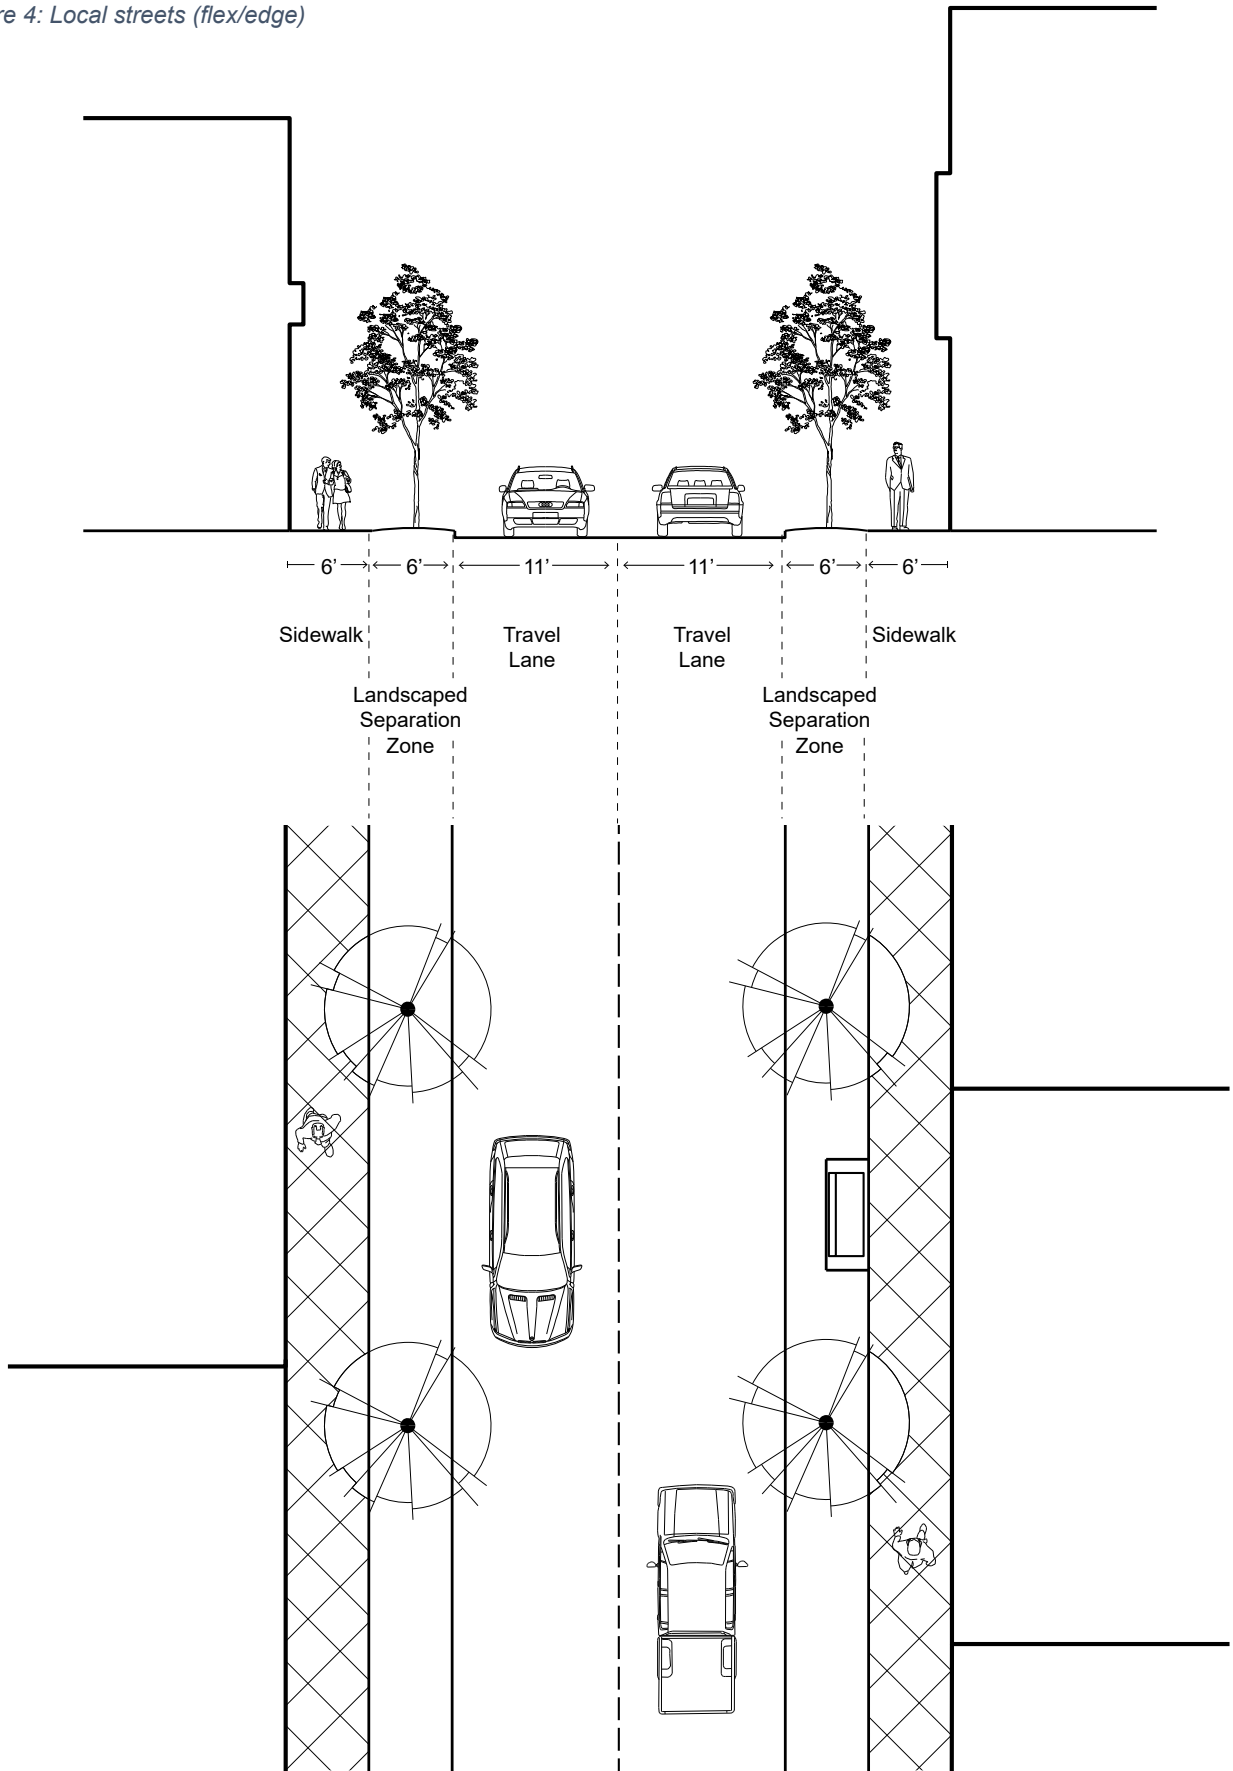 re 4: Local streets (flex/edge)
6’ 6’ 11’ 11’ 6’ 6’
Sidewalk
Travel
Lane
Travel
Lane
Sidewalk
Landscaped
Separation
Zone
Landscaped
Separation
Zone